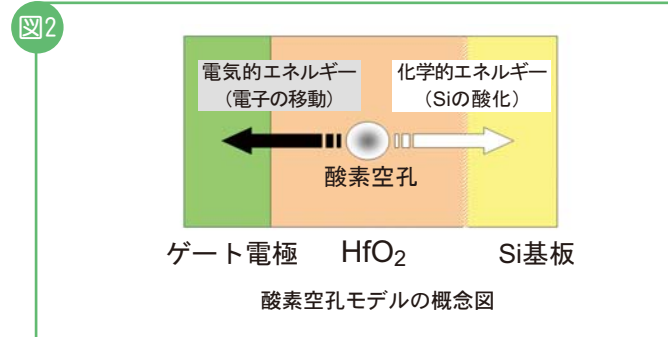 図2
電気的エネルギー
（電子の移動）
化学的エネルギー
（Siの酸化）
酸素空孔
ゲート電極 HfO2 Si基板
酸素空孔モデルの概念図